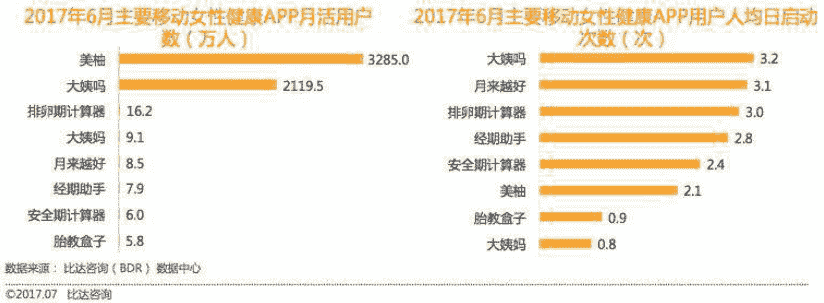 2017年6月主要移动女性健康APP月活用户
数（万人）
美柚 3285.0
大姨吗 2119.5
排卵期计算器 16.2
大姨妈 9.1
月来越好 8.5
经期助手 7.9
安全期计算器 6.0
胎教盒子 5.8
2017年6月主要移动女性健康APP用户人均日启动
次数（次）
大姨吗 3.2
月来越好 3.1
排卵期计算器 3.0
经期助手 2.8
安全期计算器 2.4
美柚 2.1
胎教盒子 0.9
大姨妈 0.8
数据来源： 比达咨询（BDR） 数据中心
©2017.07 比达咨询